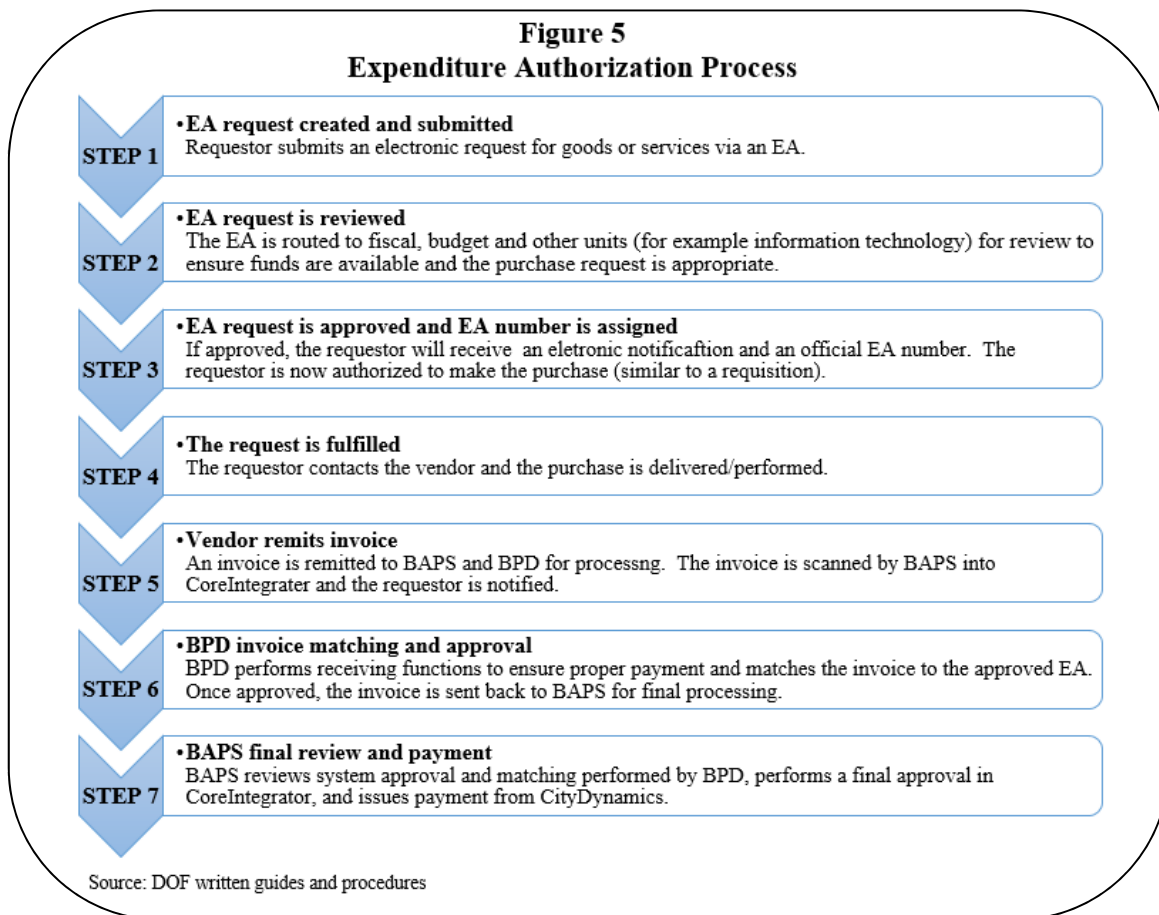 Figure 5
Expenditure Authorization Process
STEP 1
•EA request created and submitted
Requestor submits an electronic request for goods or services via an EA.
STEP 2
•EA request is reviewed
The EA is routed to fiscal, budget and other units (for example information technology) for review to
ensure funds are available and the purchase request is appropriate.
STEP 3
•EA request is approved and EA number is assigned
If approved, the requestor will receive an eletronic notificaftion and an official EA number. The
requestor is now authorized to make the purchase (similar to a requisition).
STEP 4
•The request is fulfilled
The requestor contacts the vendor and the purchase is delivered/performed.
STEP 5
•Vendor remits invoice
An invoice is remitted to BAPS and BPD for processng. The invoice is scanned by BAPS into
CoreIntegrater and the requestor is notified.
STEP 6
•BPD invoice matching and approval
BPD performs receiving functions to ensure proper payment and matches the invoice to the approved EA.
Once approved, the invoice is sent back to BAPS for final processing.
STEP 7
•BAPS final review and payment
BAPS reviews system approval and matching performed by BPD, performs a final approval in
CoreIntegrator, and issues payment from CityDynamics.
Source: DOF written guides and procedures